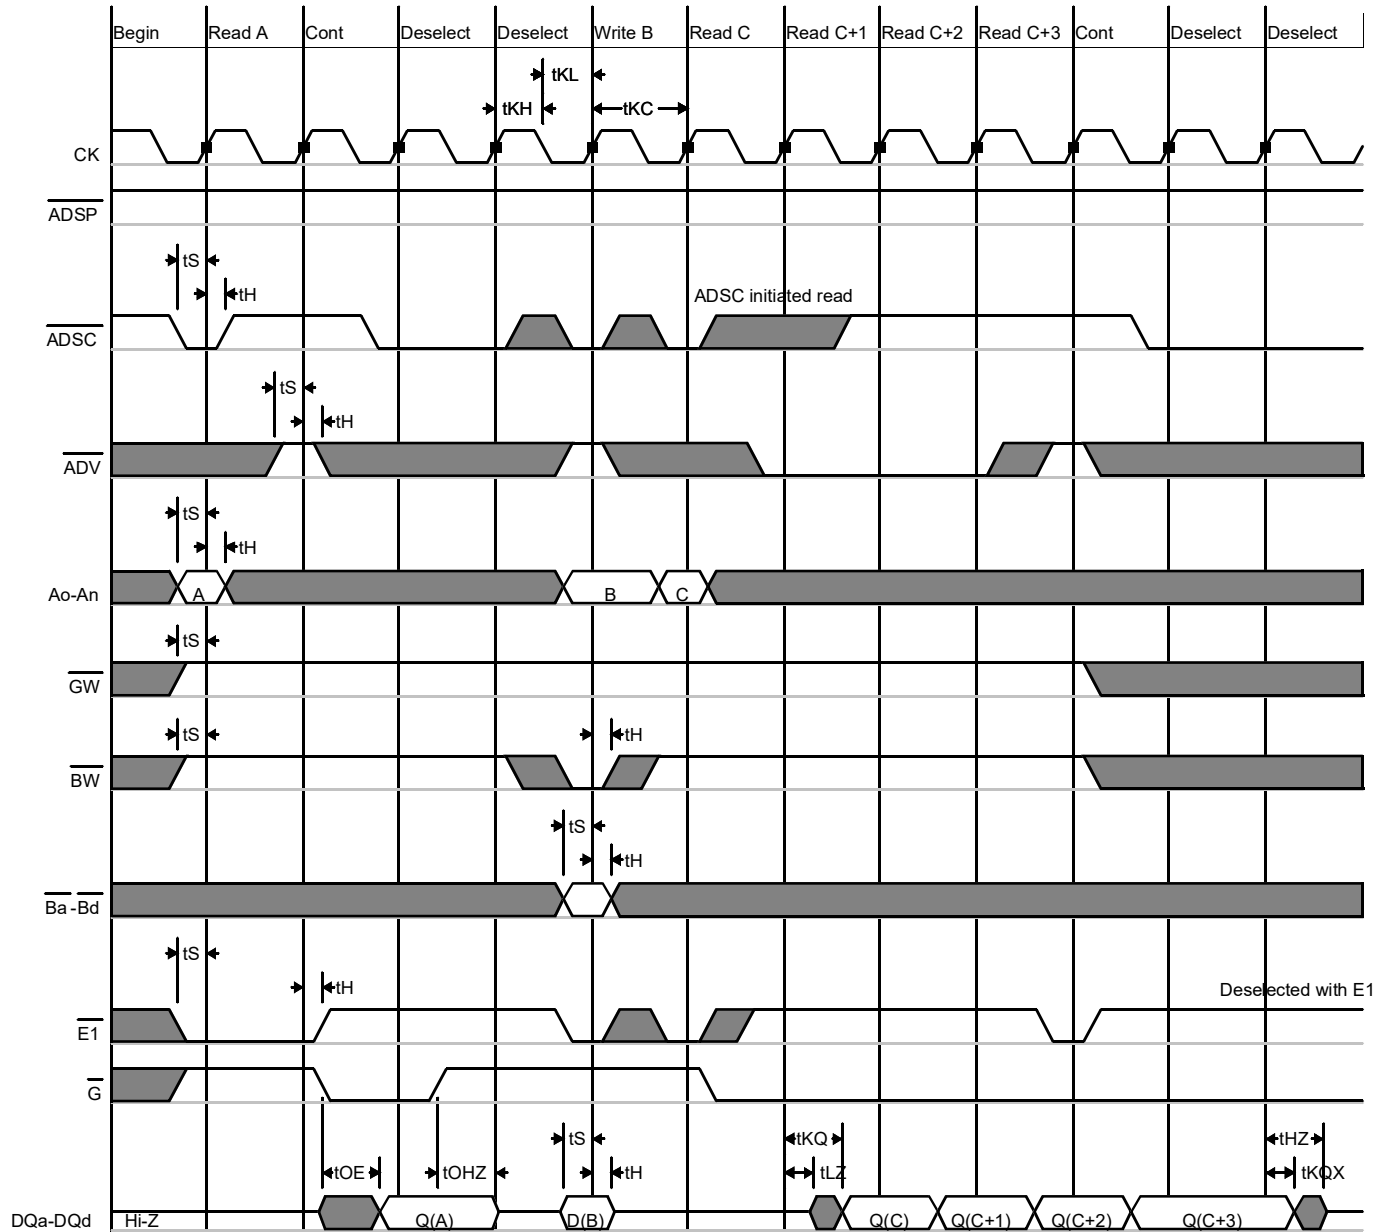 Begin Read A Cont Deselect Deselect Write B Read C Read C+1 Read C+2 Read C+3 Cont Deselect Deselect
tKL
tKH tKC
CK
ADSP
tS
tH
ADSC initiated read
ADSC
tS
tH
ADV
tS
tH
Ao-An A B C
tS
GW
tS tH
BW
tS
tH
Ba-Bd
tS
tH
Deselected with E1
E1
G
tS tKQ tHZ
tOE tOHZ tH tLZ tKQX
DQa-DQd Hi-Z Q(A) D(B) Q(C) Q(C+1) Q(C+2) Q(C+3)